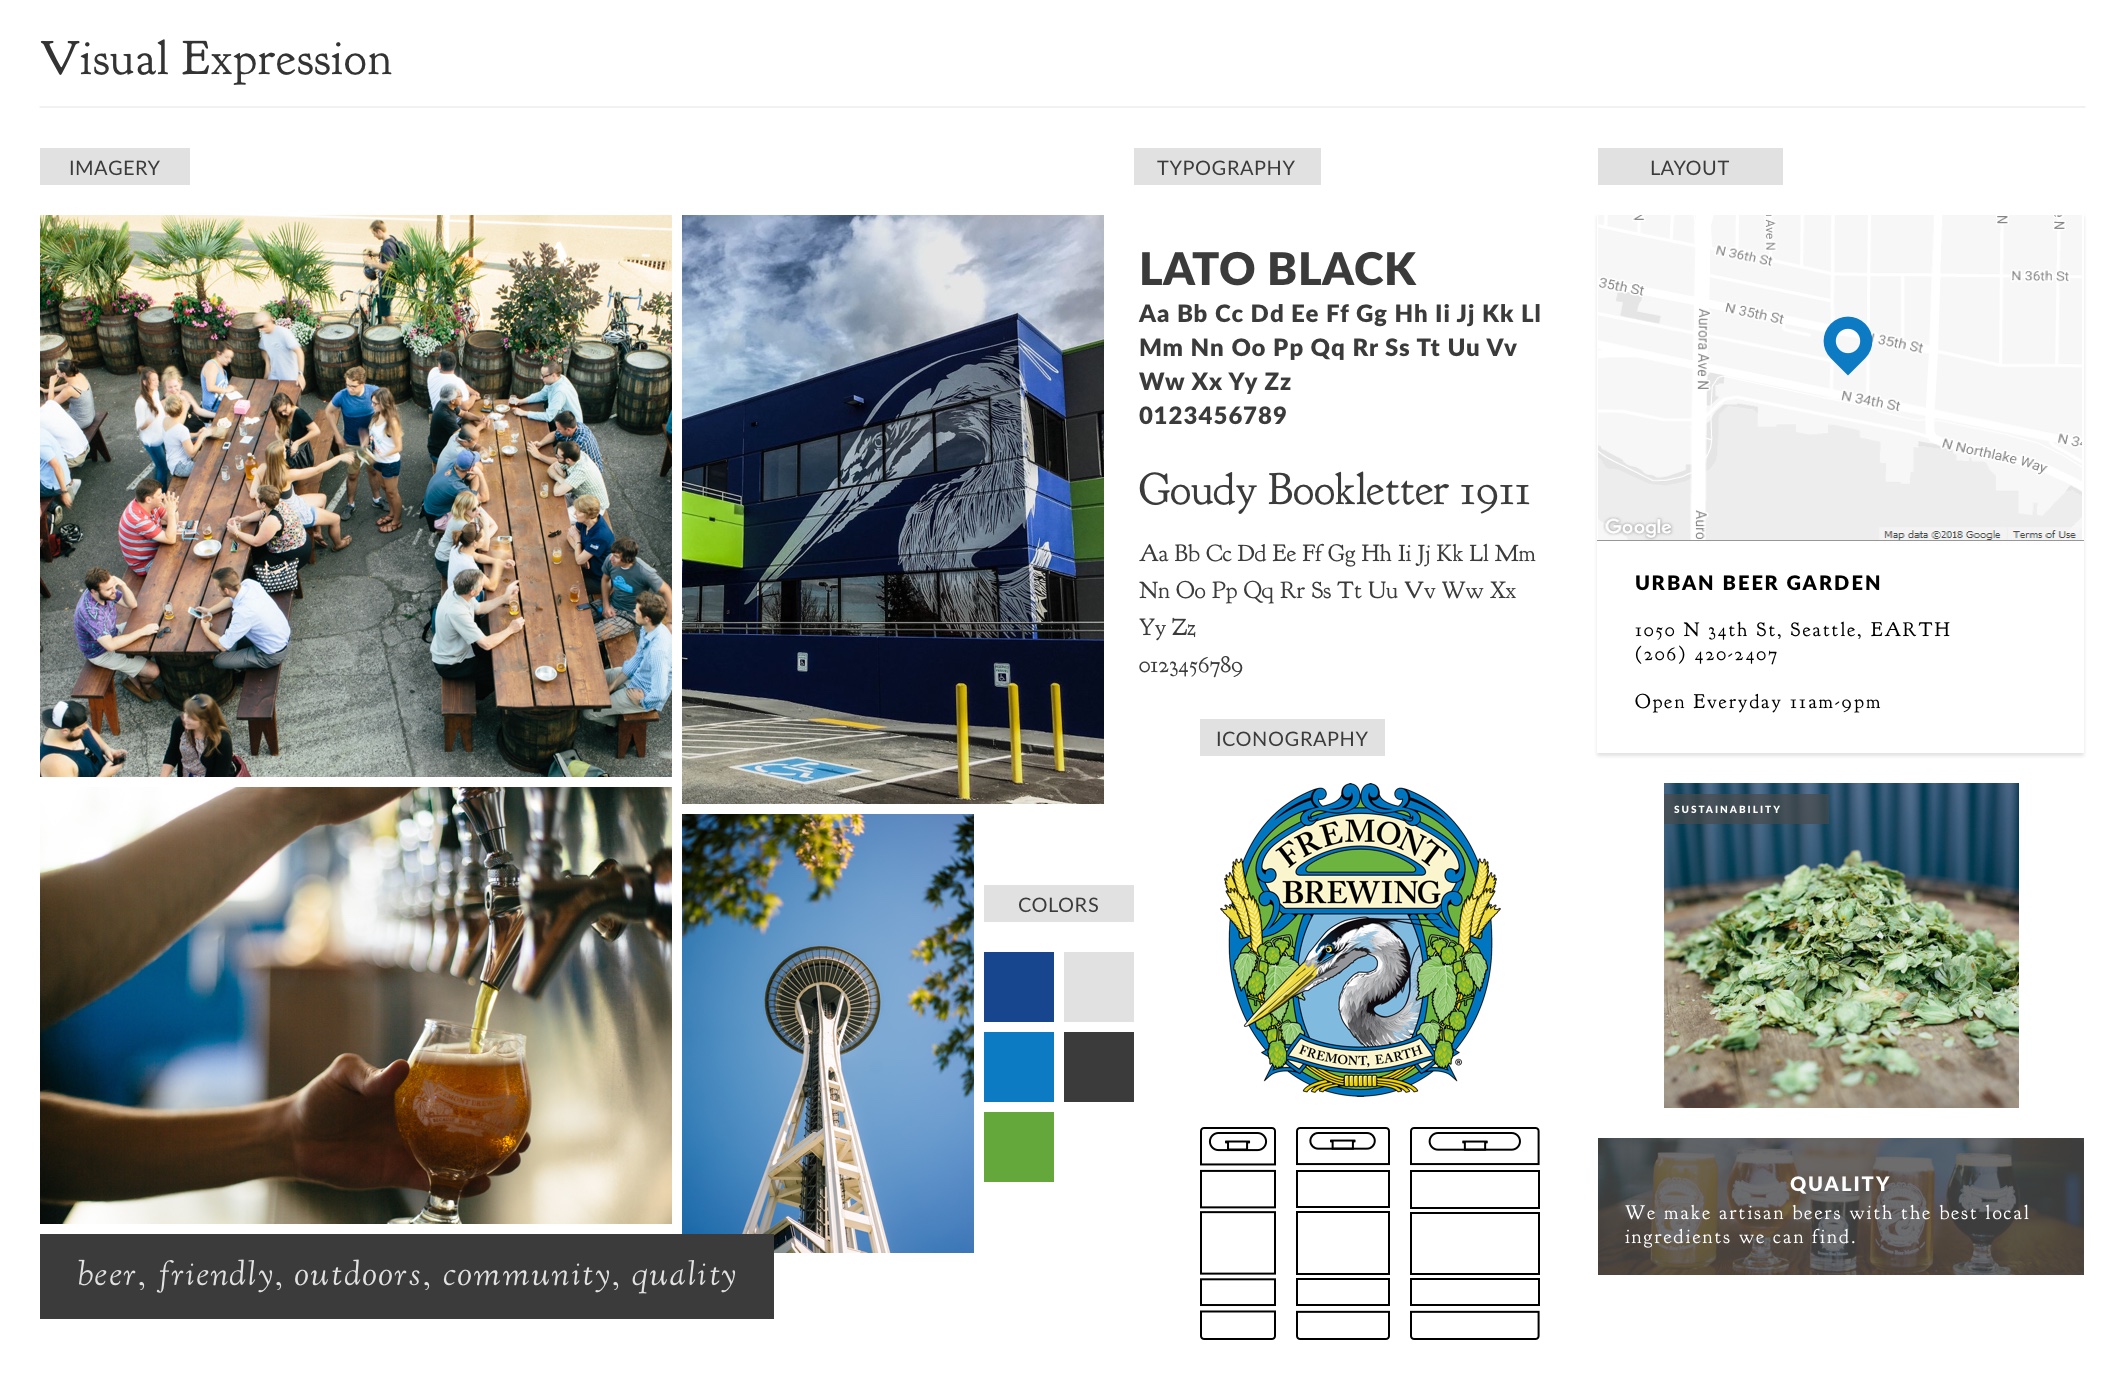 Visual Expression
IMAGERY
TYPOGRAPHY
LATO BLACK
Aa Bb Cc Dd Ee Ff Gg Hh Ii Jj Kk Ll
Mm Nn Oo Pp Qq Rr Ss Tt Uu Vv
Ww Xx Yy Zz
0123456789
Goudy Bookletter 1911
Aa Bb Cc Dd Ee Ff Gg Hh Ii Jj Kk Ll Mm
Nn Oo Pp Qq Rr Ss Tt Uu Vv Ww Xx
Yy Zz
0123456789
ICONOGRAPHY
FREMONT
BREWING
FREMONT, EARTH
®
COLORS
beer, friendly, outdoors, community, quality
LAYOUT
N
Ave N
N
N
N 36th St
N 36th St
35th St
N 35th St
35th St
Aurora Ave N
N 34th St
N Northlake Way
N 3
Auro
Google
Map data ©2018 Google
Terms of Use
URBAN BEER GARDEN
1050 N 34th St, Seattle, EARTH
(206) 420-2407
Open Everyday 11am-9pm
SUSTAINABILITY
QUALITY
We make artisan beers with the best local
ingredients we can find.